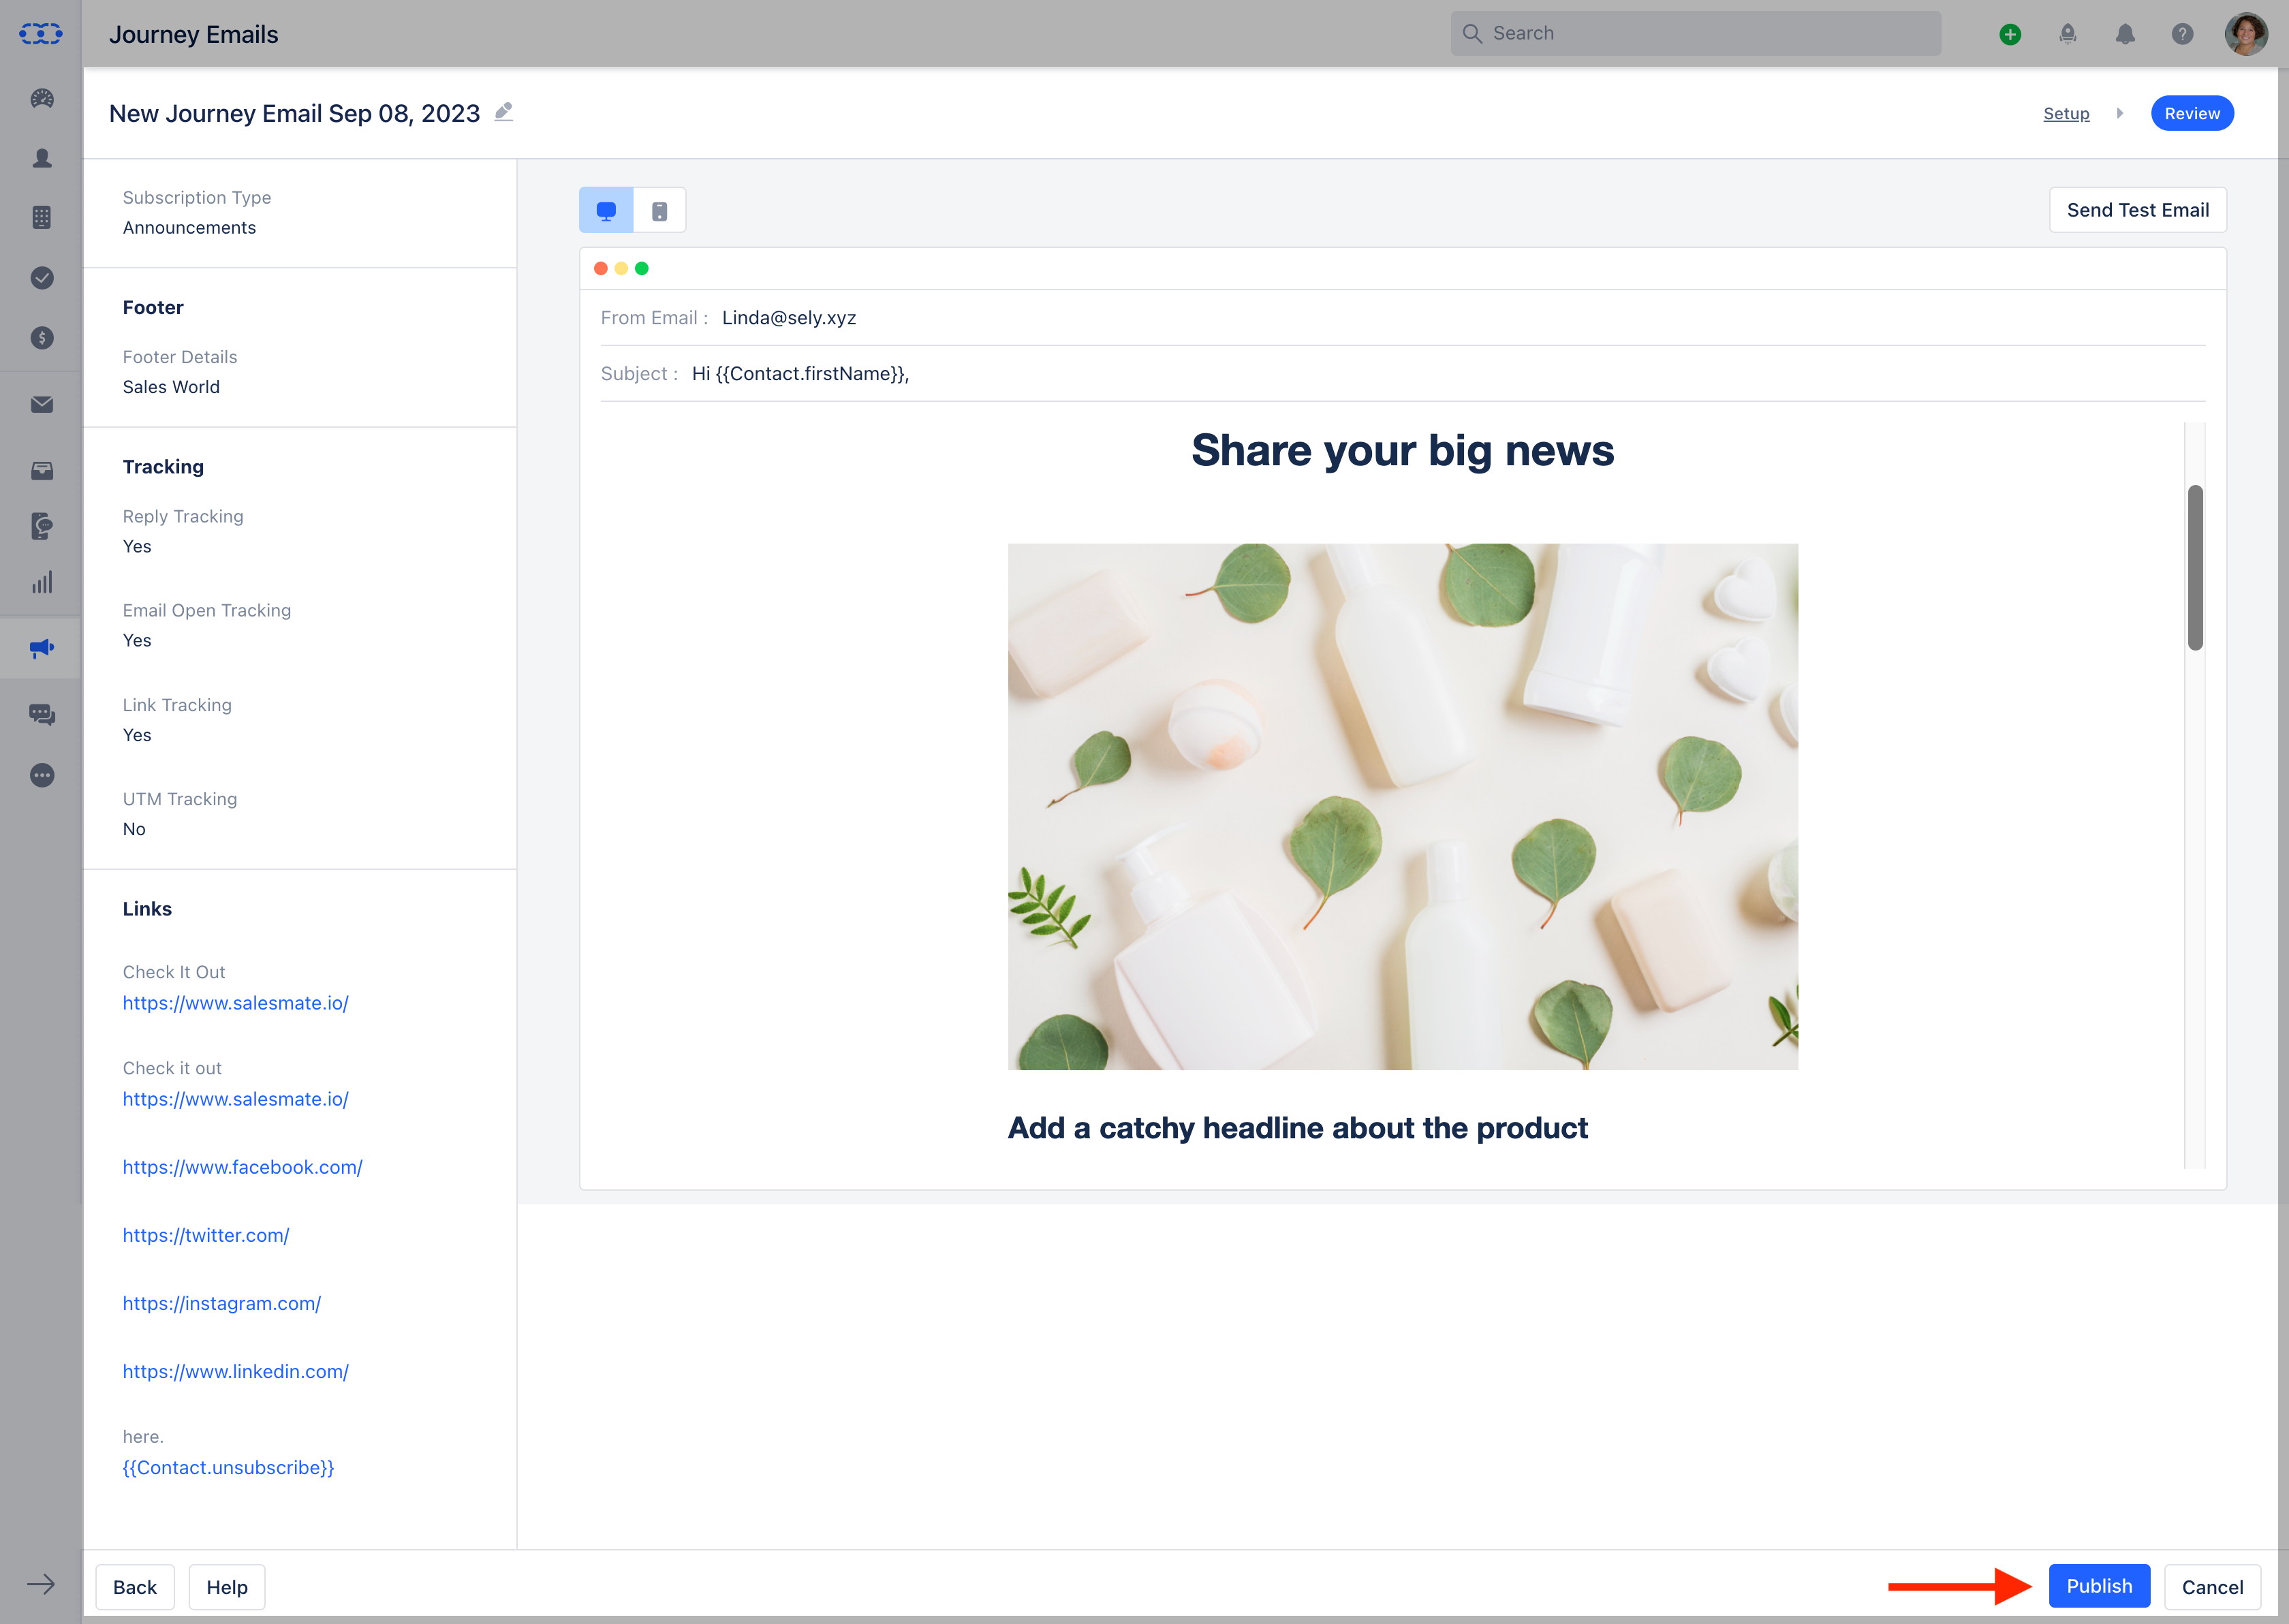 Journey Emails
Search
New Journey Email Sep 08, 2023
Setup
Review
Subscription Type
Announcements
Footer
Footer Details
Sales World
Tracking
Reply Tracking
Yes
Email Open Tracking
Yes
Link Tracking
Yes
UTM Tracking
No
Links
Check It Out
https://www.salesmate.io/
Check it out
https://www.salesmate.io/
https://www.facebook.com/
https://twitter.com/
https://instagram.com/
https://www.linkedin.com/
here.
{{Contact.unsubscribe}}
Send Test Email
From Email : Linda@sely.xyz
Subject : Hi {{Contact.firstName}},
Share your big news
Add a catchy headline about the product
Back
Help
Publish
Cancel